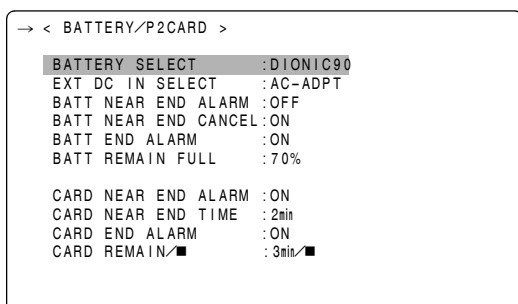 → < BATTERY/P2CARD >
BATTERY SELECT :DIONIC90
EXT DC IN SELECT :AC-ADPT
BATT NEAR END ALARM :OFF
BATT NEAR END CANCEL:ON
BATT END ALARM :ON
BATT REMAIN FULL :70%
CARD NEAR END ALARM :ON
CARD NEAR END TIME :2min
CARD END ALARM :ON
CARD REMAIN/■ :3min/■